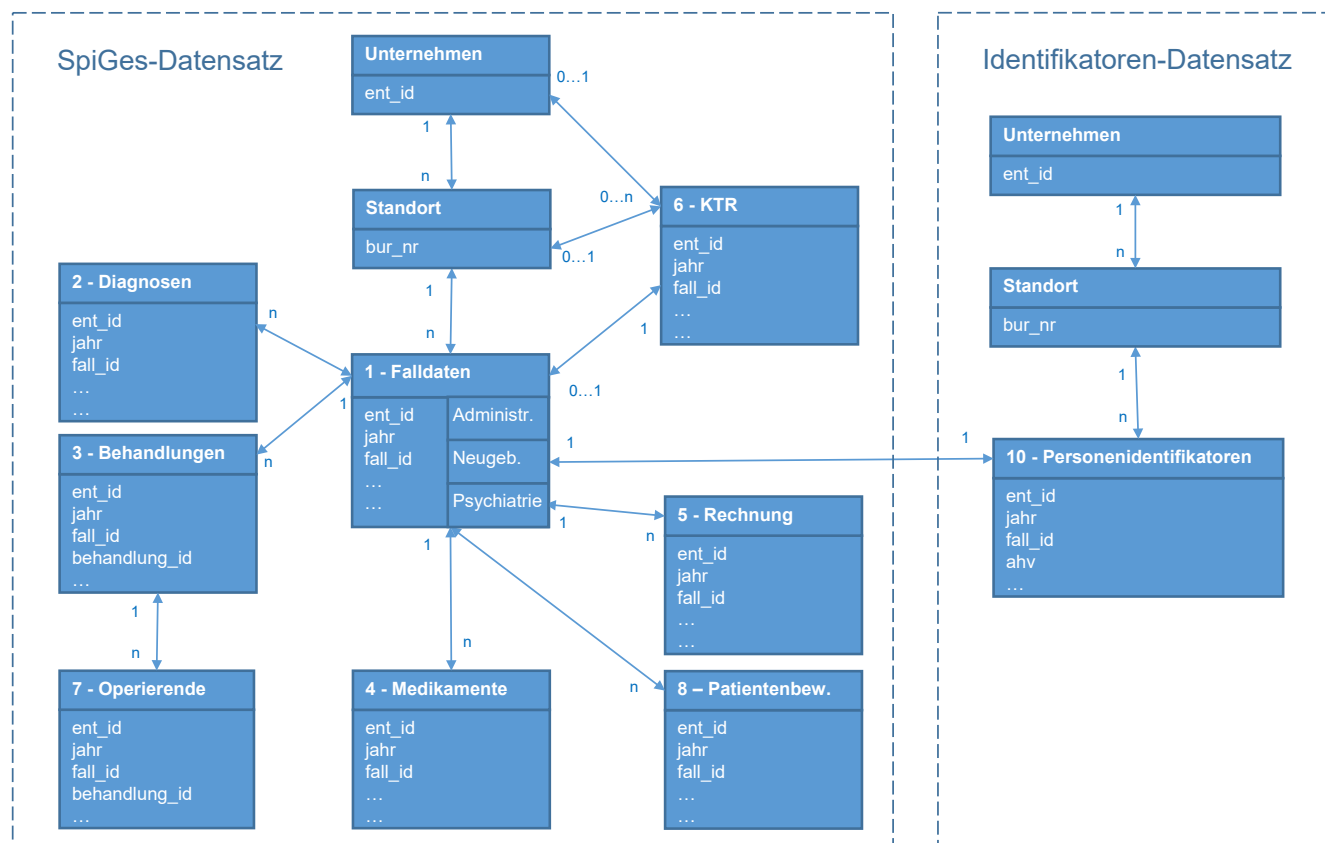 SpiGes-Datensatz
Unternehmen
ent_id
1
n
0…1
0…n
0…1
Standort
bur_nr
1
n
6 - KTR
ent_id
jahr
fall_id
…
…
1
0…1
2 - Diagnosen
ent_id
jahr
fall_id
…
…
n
1 - Falldaten
ent_id
jahr
fall_id
…
…
Administr.
Neugeb.
Psychiatrie
1
n
3 - Behandlungen
ent_id
jahr
fall_id
behandlung_id
…
1
n
7 - Operierende
ent_id
jahr
fall_id
behandlung_id
…
1
n
4 - Medikamente
ent_id
jahr
fall_id
…
…
1
n
5 - Rechnung
ent_id
jahr
fall_id
…
…
n
8 – Patientenbew.
ent_id
jahr
fall_id
…
…
1
1
Identifikatoren-Datensatz
Unternehmen
ent_id
1
n
Standort
bur_nr
1
n
10 - Personenidentifikatoren
ent_id
jahr
fall_id
ahv
…